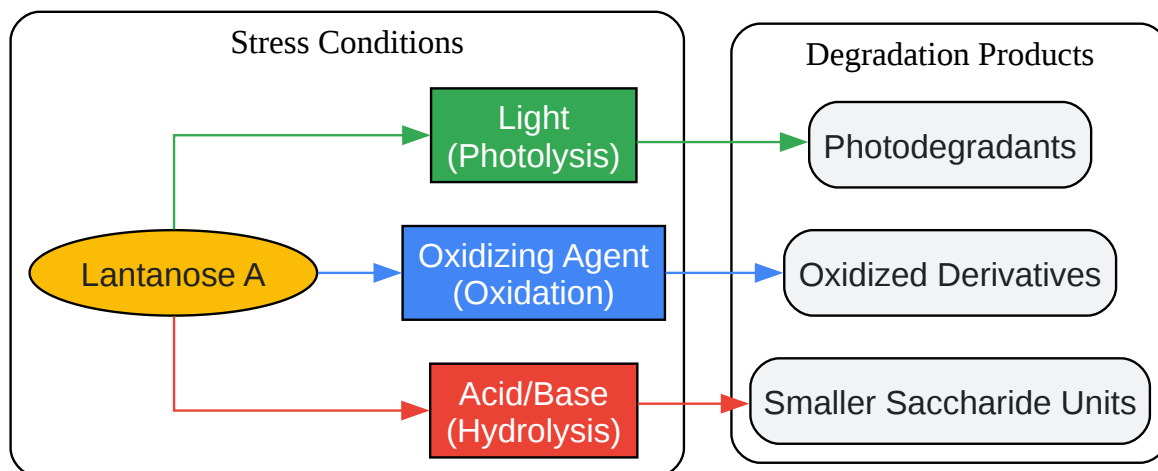 Stress Conditions
Degradation Products
Light
(Photolysis)
Photodegradants
Lantanose A
Oxidizing Agent
(Oxidation)
Oxidized Derivatives
Acid/Base
(Hydrolysis)
Smaller Saccharide Units